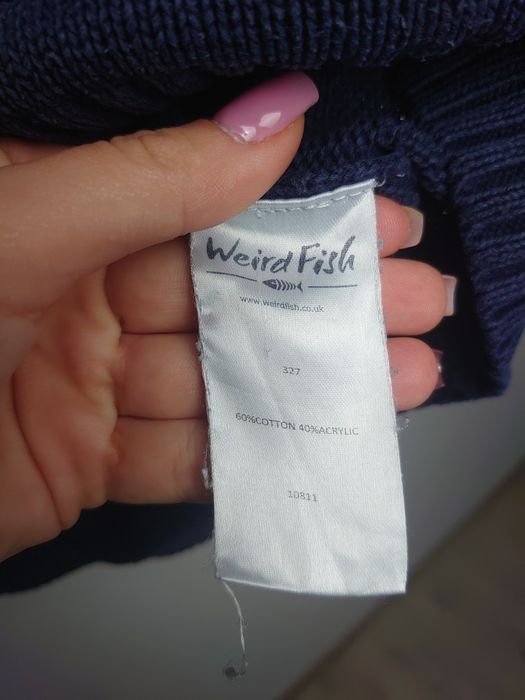 Weird Fish
www.weirdfish.co.uk
327
60%COTTON 40%ACRYLIC
10811